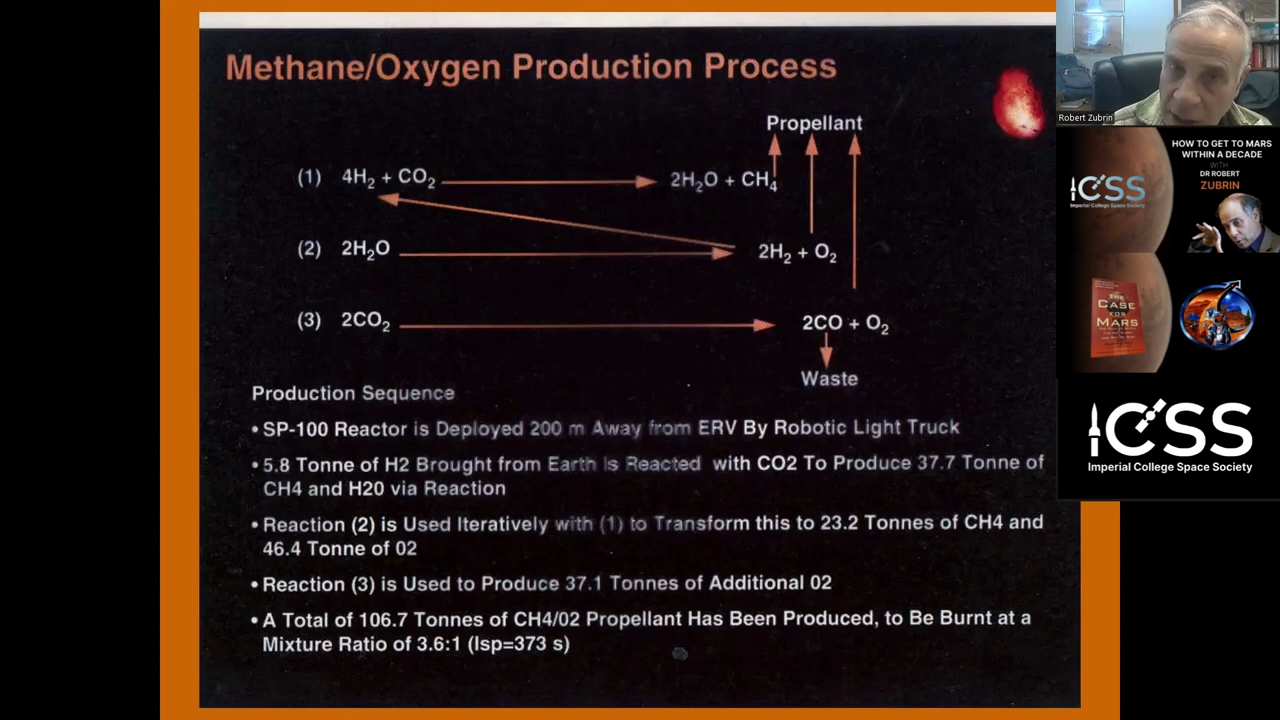 Methane/Oxygen Production Process
Propellant
(1) 4H₂ + CO₂ 2H₂O + CH₄
(2) 2H₂O 2H₂ + O₂
(3) 2CO₂ 2CO + O₂
Waste
Production Sequence
• SP-100 Reactor is Deployed 200 m Away from ERV By Robotic Light Truck
• 5.8 Tonne of H2 Brought from Earth Is Reacted with CO2 To Produce 37.7 Tonne of
CH4 and H20 via Reaction
• Reaction (2) is Used Iteratively with (1) to Transform this to 23.2 Tonnes of CH4 and
46.4 Tonne of 02
• Reaction (3) is Used to Produce 37.1 Tonnes of Additional 02
• A Total of 106.7 Tonnes of CH4/02 Propellant Has Been Produced, to Be Burnt at a
Mixture Ratio of 3.6:1 (Isp=373 s)
Robert Zubrin
HOW TO GET TO MARS
WITHIN A DECADE
WITH
DR ROBERT
ZUBRIN
ICSS
Imperial College Space Society
THE
CASE
FOR
MARS
ICSS
Imperial College Space Society